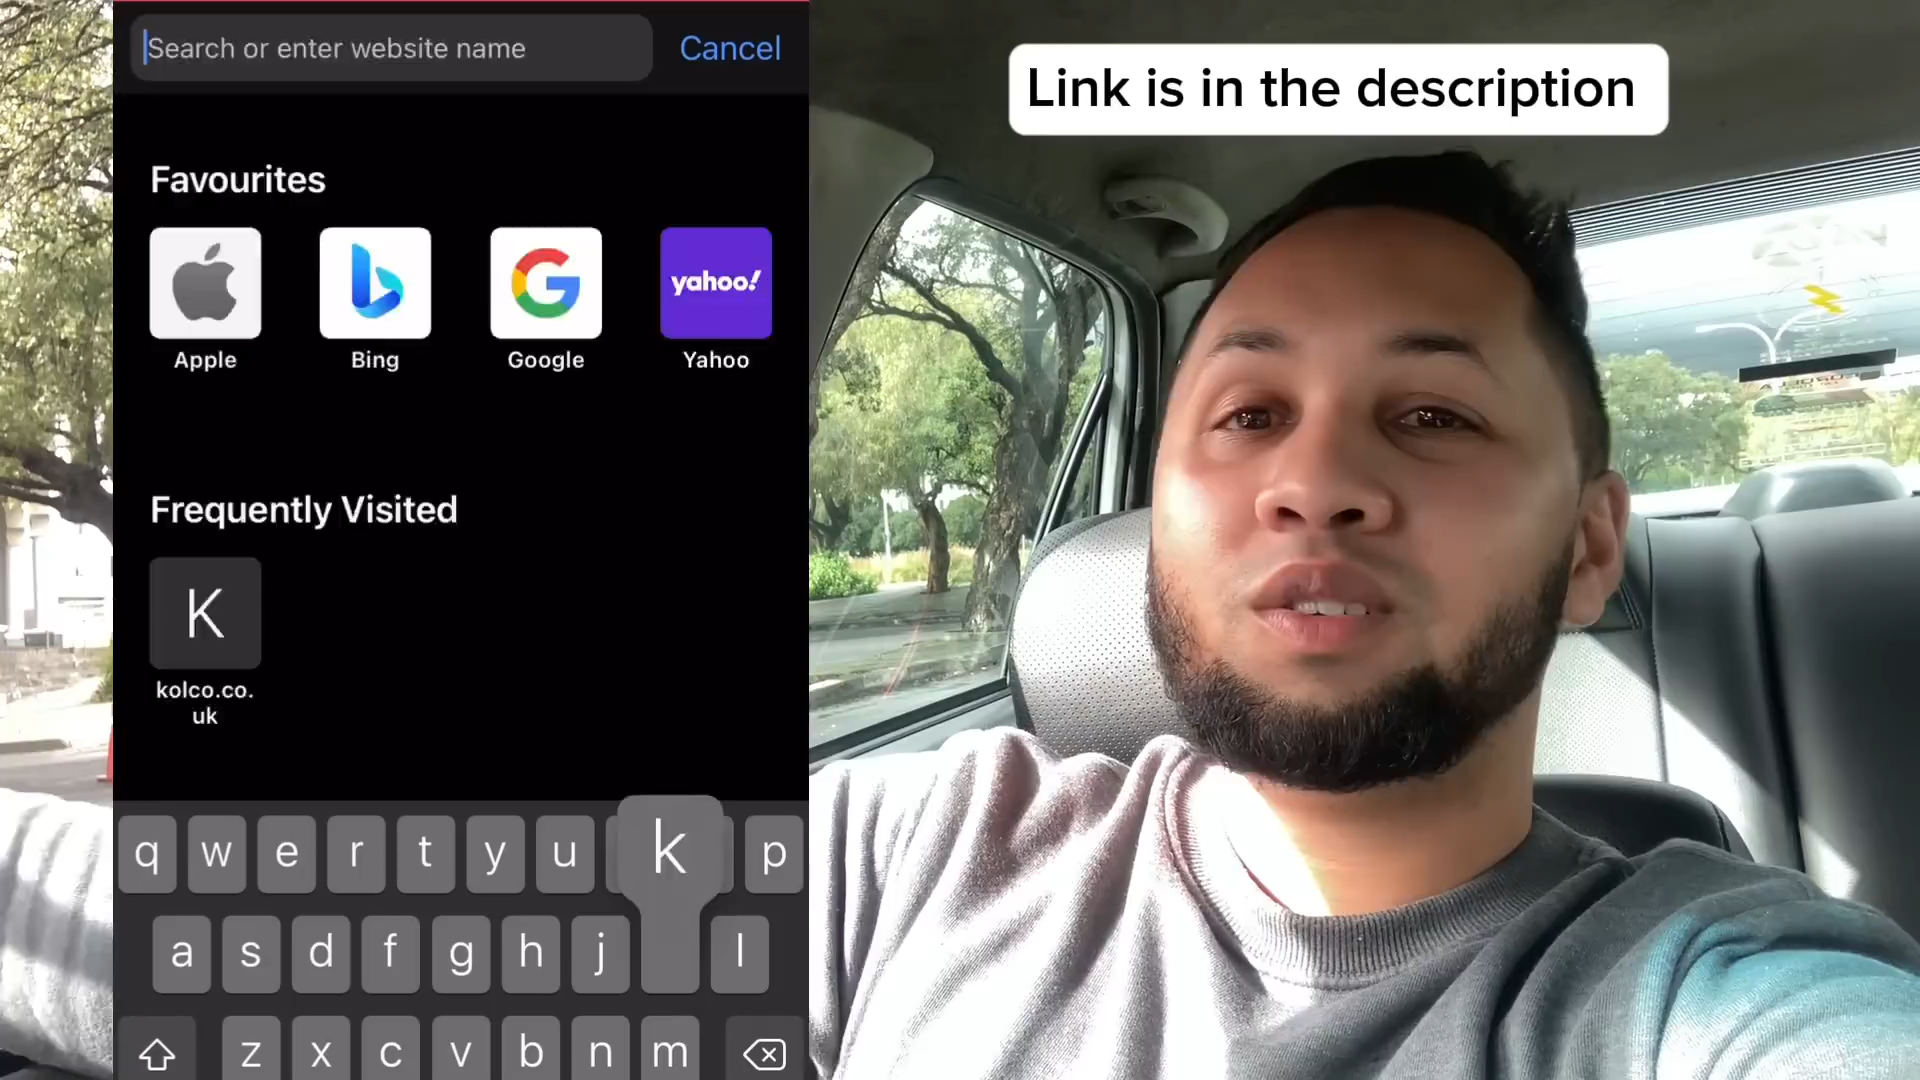 Search or enter website name
Cancel
Link is in the description
Favourites
yahoo!
Apple
Bing
Google
Yahoo
Frequently Visited
K
kolco.co.
uk
q w e r t y u k p
a s d f g h j l
z x c v b n m